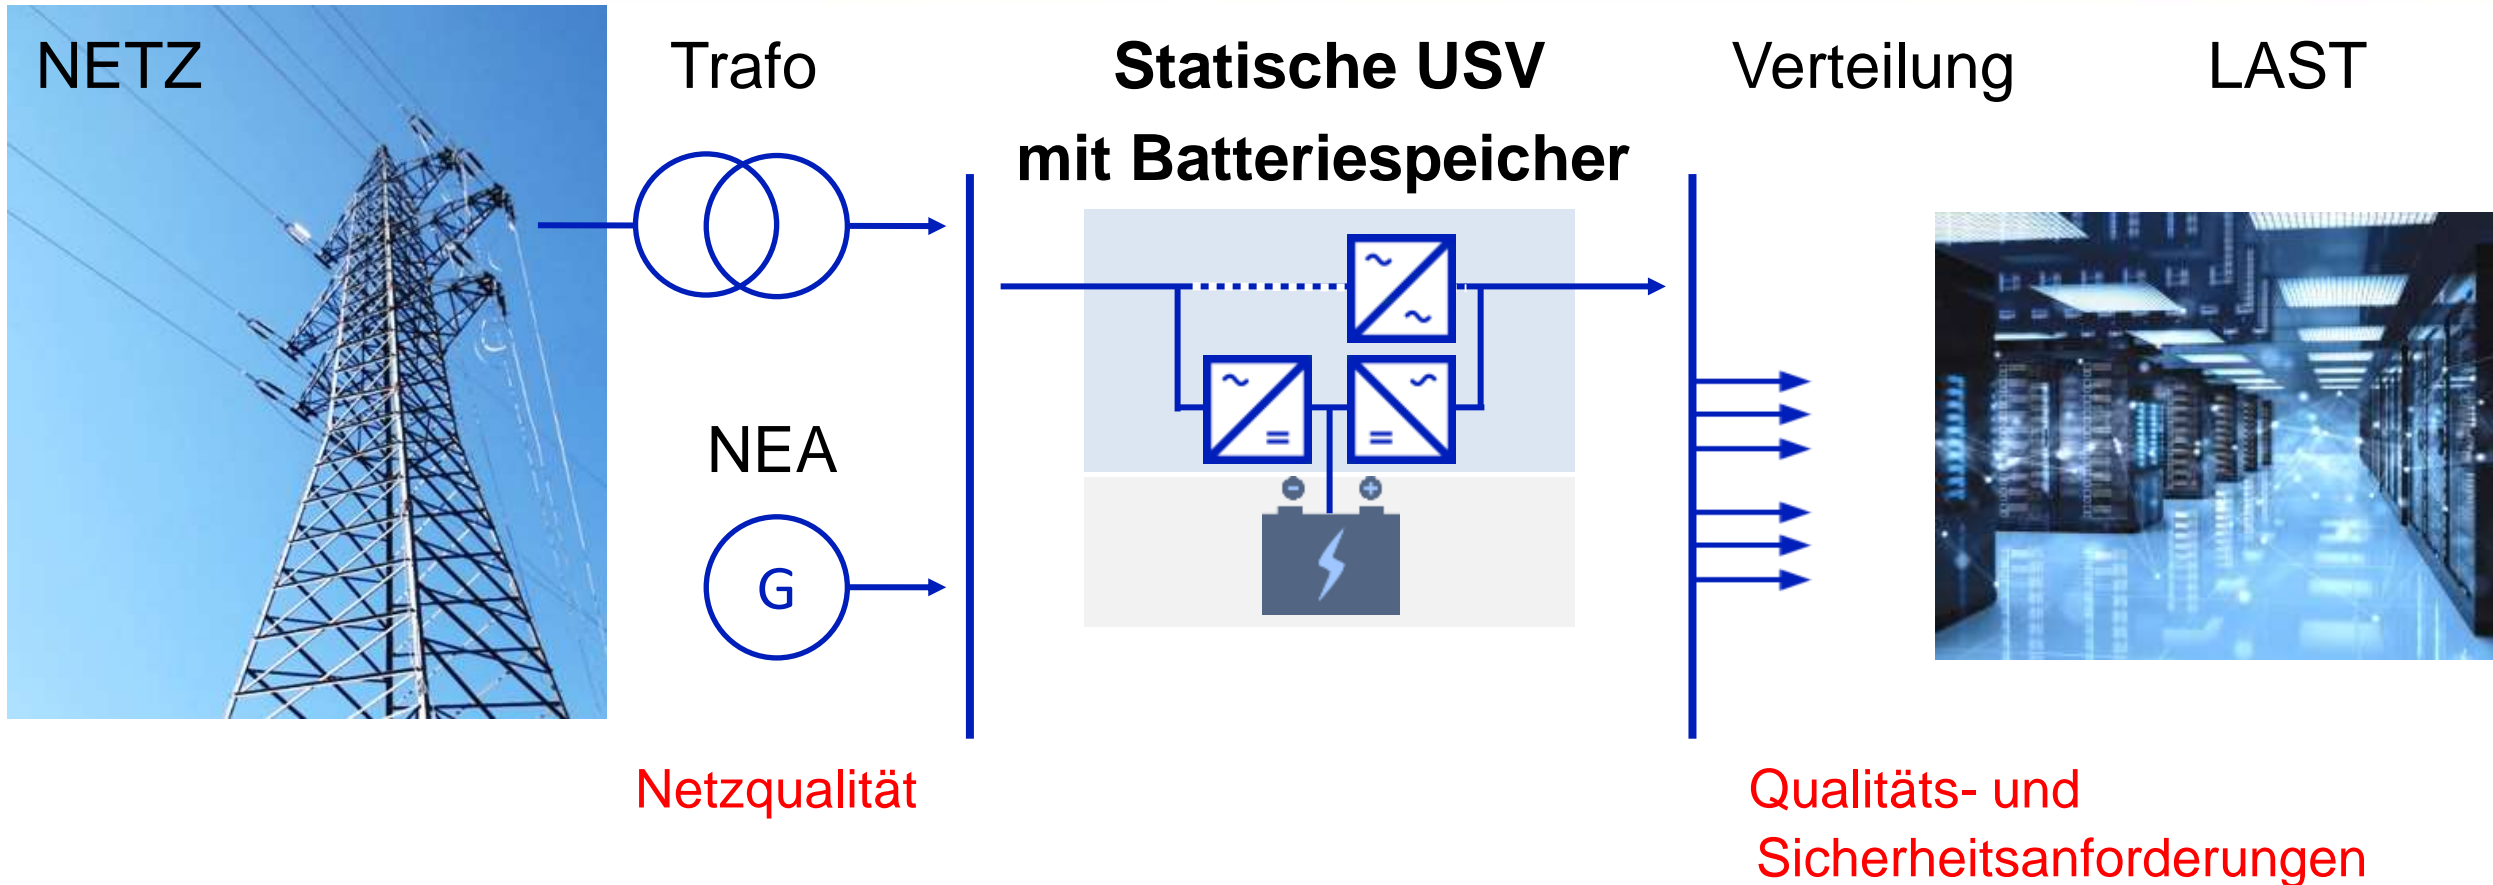 NETZ
Trafo
Statische USV
mit Batteriespeicher
Verteilung
LAST
NEA
G
Netzqualität
Qualitäts- und
Sicherheitsanforderungen